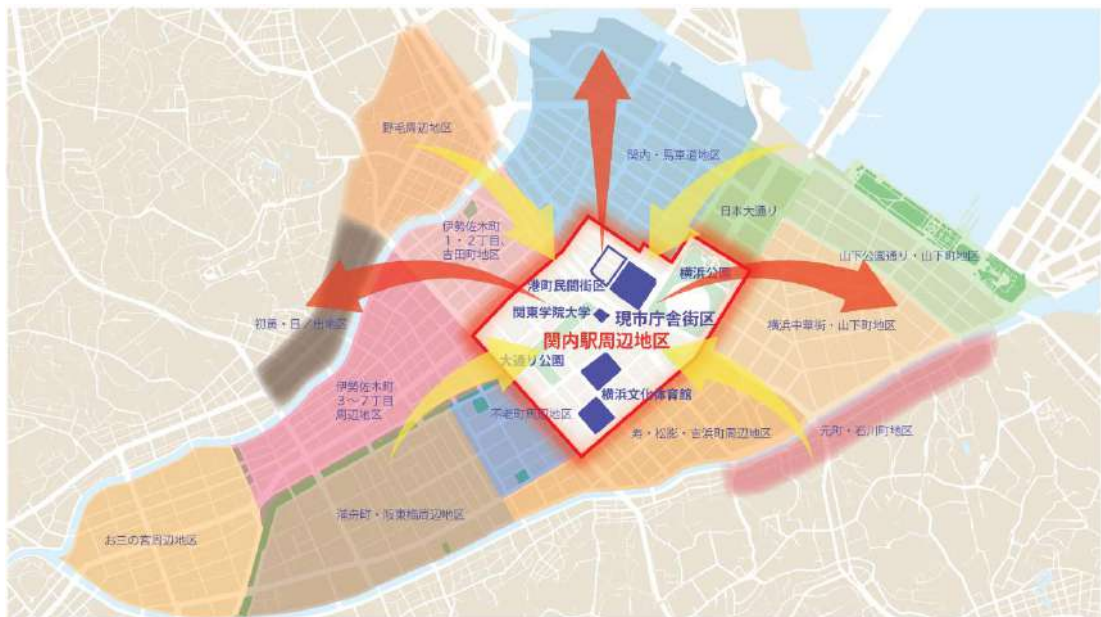 野毛周辺地区
関内・馬車道地区
日本大通り
伊勢佐木町
1・2丁目、
吉田町地区
山下公園通り・山下町地区
横浜公園
港町民間街区
関東学院大学
現市庁舎街区
横浜中華街・山下町地区
初黄・日ノ出地区
関内駅周辺地区
大通り公園
伊勢佐木町
3～7丁目
周辺地区
横浜文化体育館
不老町周辺地区
寿・松影・吉浜町周辺地区
元町・石川町地区
弥舟町・阪東橋周辺地区
お三の宮周辺地区